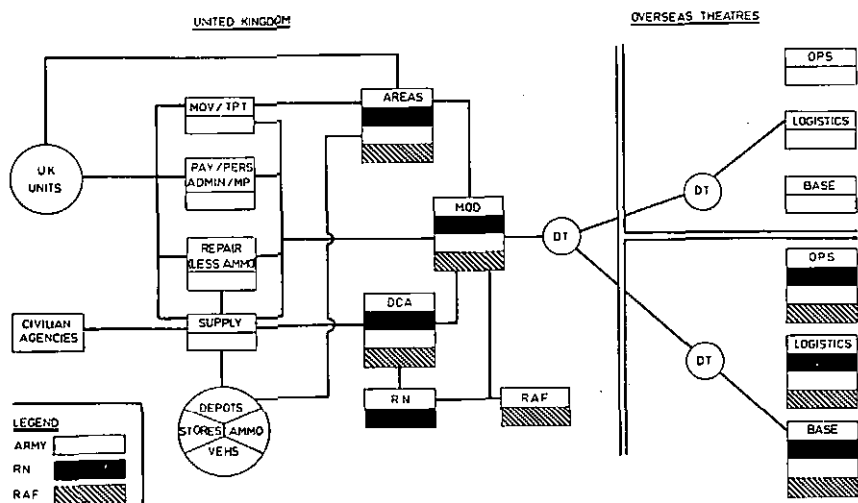 UNITED KINGDOM
OVERSEAS THEATRES
UK
UNITS
MOV/TPT
PAY/PERS
ADMIN/MP
REPAIR
(LESS AMMO)
SUPPLY
CIVILIAN
AGENCIES
DEPOTS
STORES
AMMO
VEHS
AREAS
MOD
DCA
RN
RAF
DT
DT
DT
OPS
LOGISTICS
BASE
OPS
LOGISTICS
BASE
LEGEND
ARMY
RN
RAF